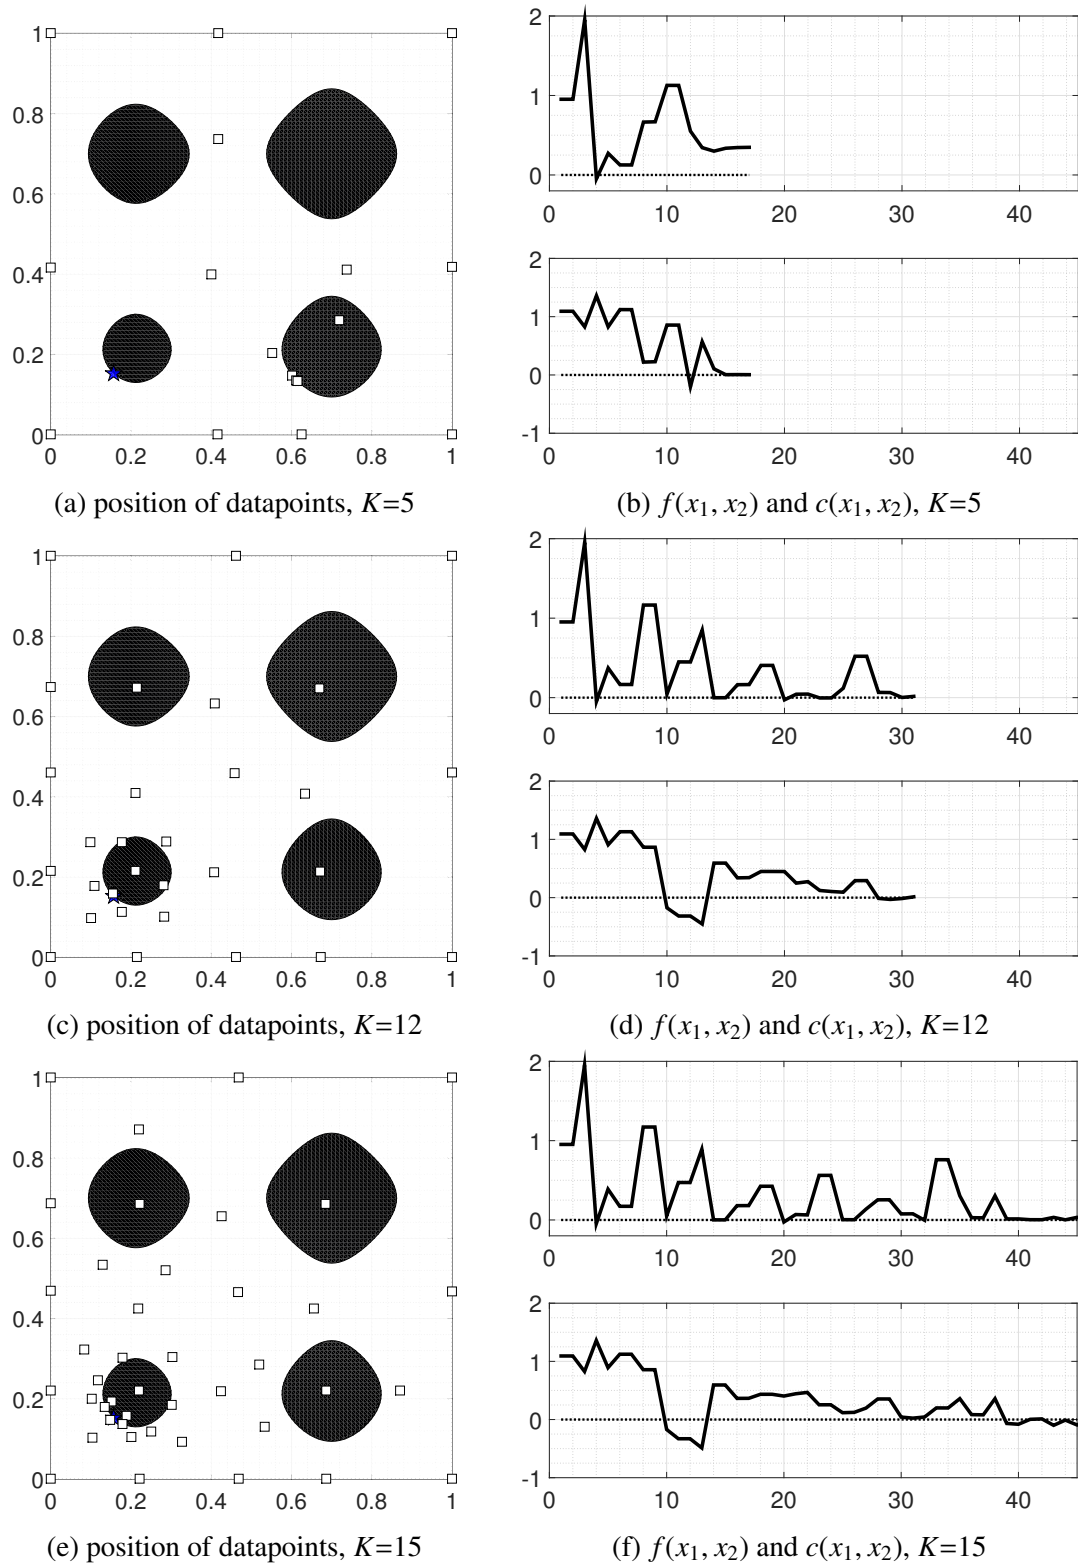 1
0.8
0.6
0.4
0.2
0
0 0.2 0.4 0.6 0.8 1
2
1
0
0 10 20 30 40
2
1
0
-1
0 10 20 30 40
(a) position of datapoints, K=5
(b) f(x1, x2) and c(x1, x2), K=5
1
0.8
0.6
0.4
0.2
0
0 0.2 0.4 0.6 0.8 1
2
1
0
0 10 20 30 40
2
1
0
-1
0 10 20 30 40
(c) position of datapoints, K=12
(d) f(x1, x2) and c(x1, x2), K=12
1
0.8
0.6
0.4
0.2
0
0 0.2 0.4 0.6 0.8 1
2
1
0
0 10 20 30 40
2
1
0
-1
0 10 20 30 40
(e) position of datapoints, K=15
(f) f(x1, x2) and c(x1, x2), K=15